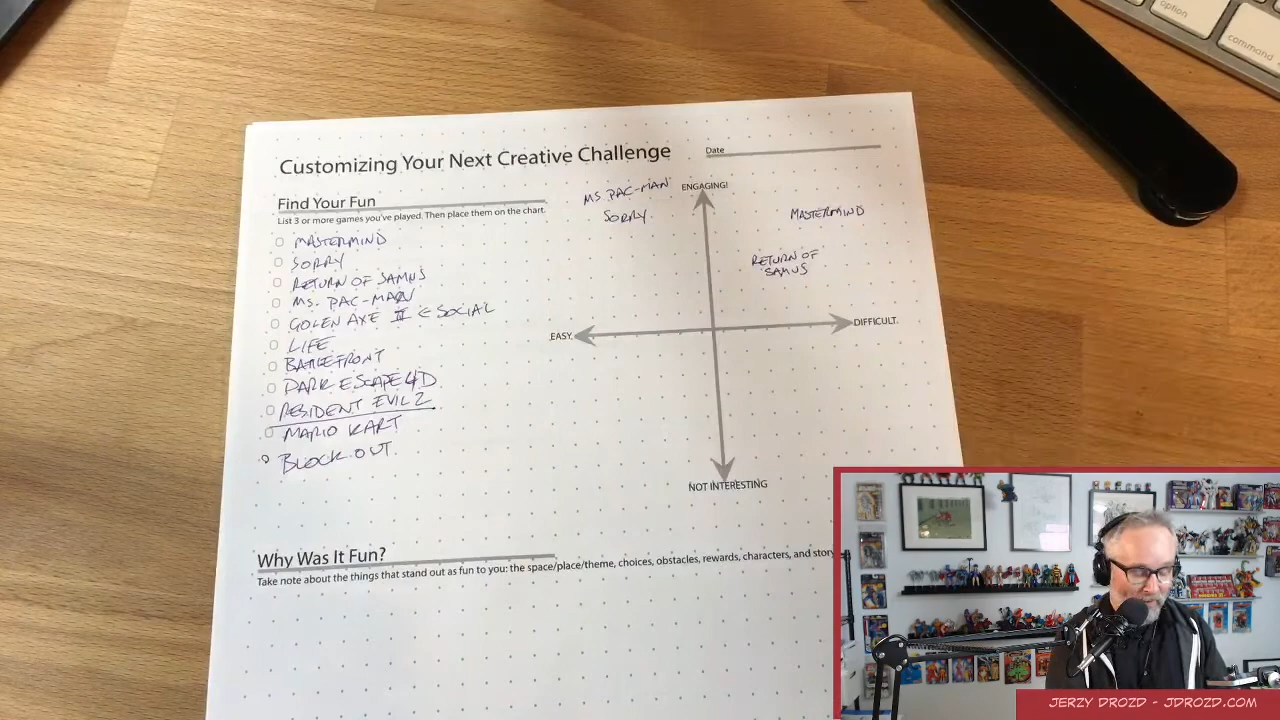 option
command
Customizing Your Next Creative Challenge
Date
Find Your Fun
List 3 or more games you've played. Then place them on the chart.
MASTERMIND
SORRY
RETURN OF SAMUS
MS. PAC-MAN
GOLEN AXE II ∈ SOCIAL
LIFE
BATTLEFRONT
DARK ESCAPE 4D
RESIDENT EVIL 2
MARIO KART
BLOCK OUT
MS PAC-MAN
SORRY
ENGAGING!
MASTERMIND
RETURN OF
SAMUS
EASY
DIFFICULT
NOT INTERESTING
Why Was It Fun?
Take note about the things that stand out as fun to you: the space/place/theme, choices, obstacles, rewards, characters, and story
JERZY DROZD - JDROZD.COM